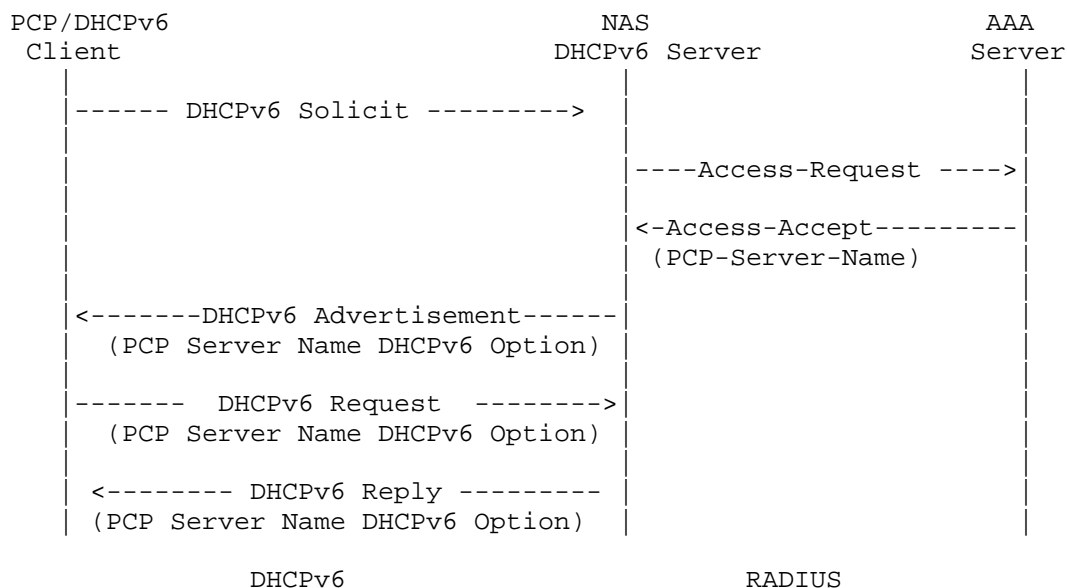 PCP/DHCPv6 NAS AAA
Client DHCPv6 Server Server
|------ DHCPv6 Solicit --------->
|----Access-Request ---->|
|<-Access-Accept---------|
(PCP-Server-Name)
|<-------DHCPv6 Advertisement------|
(PCP Server Name DHCPv6 Option)
|------- DHCPv6 Request -------->|
(PCP Server Name DHCPv6 Option)
<-------- DHCPv6 Reply ---------
(PCP Server Name DHCPv6 Option)
DHCPv6 RADIUS